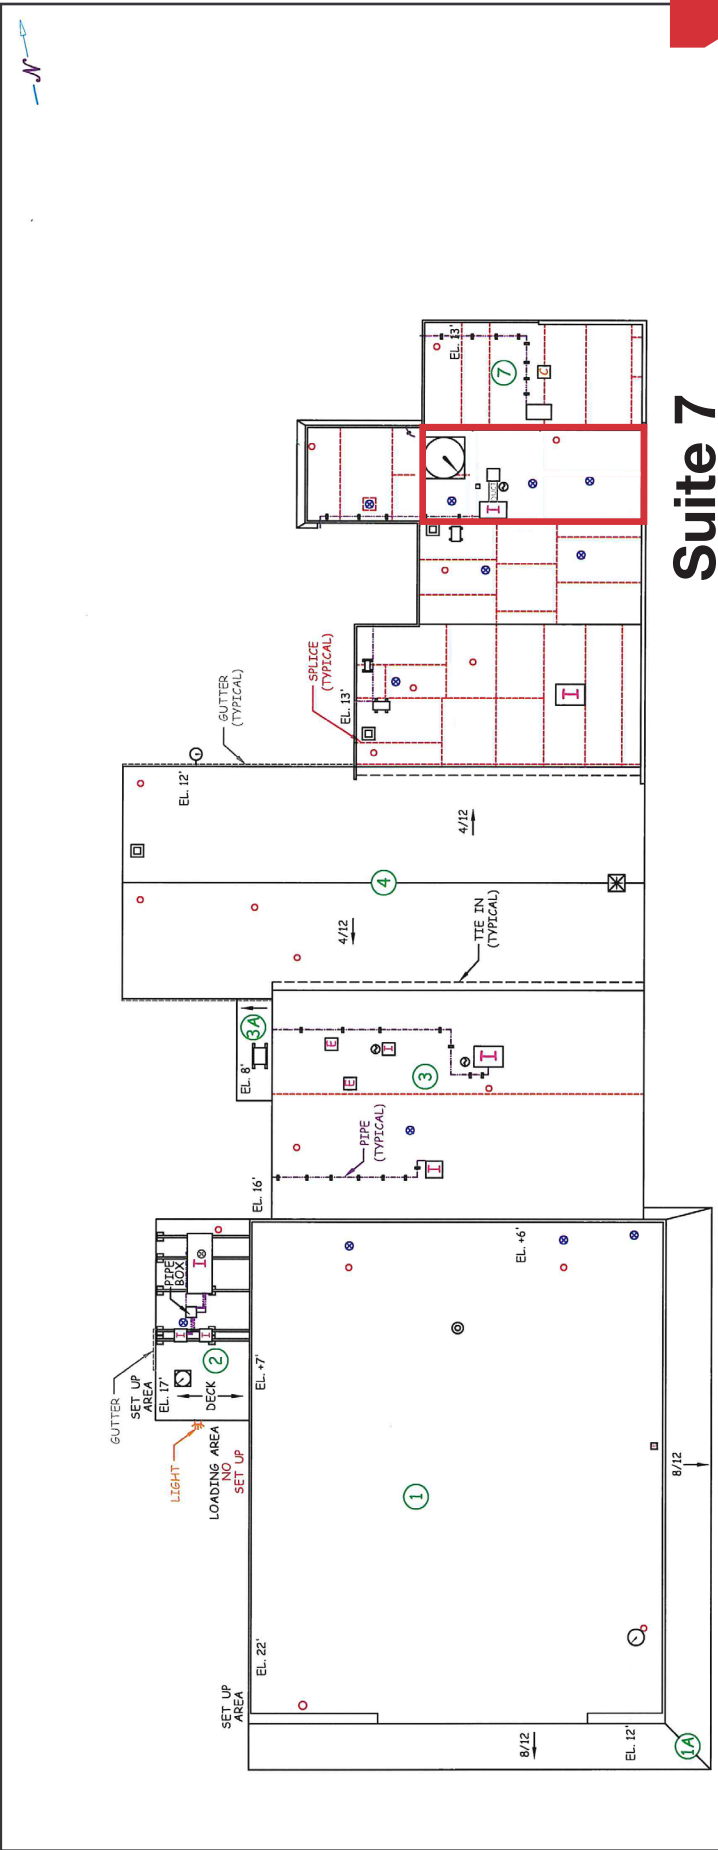 N
EL. 13'
7
C
DUCT
I
SPLICE
(TYPICAL)
EL. 13'
I
GUTTER
(TYPICAL)
EL. 12'
4/12
4
4/12
TIE IN
(TYPICAL)
3A
EL. 8'
E
I
I
E
3
PIPE
(TYPICAL)
I
EL. 16'
PIPE
BOX
I
I
I
GUTTER
SET UP
AREA
EL. 17'
DECK
2
EL. +7'
EL. +6'
LIGHT
LOADING AREA
NO
SET UP
1
8/12
EL. 22'
SET UP
AREA
8/12
EL. 12'
1A
Suite 7